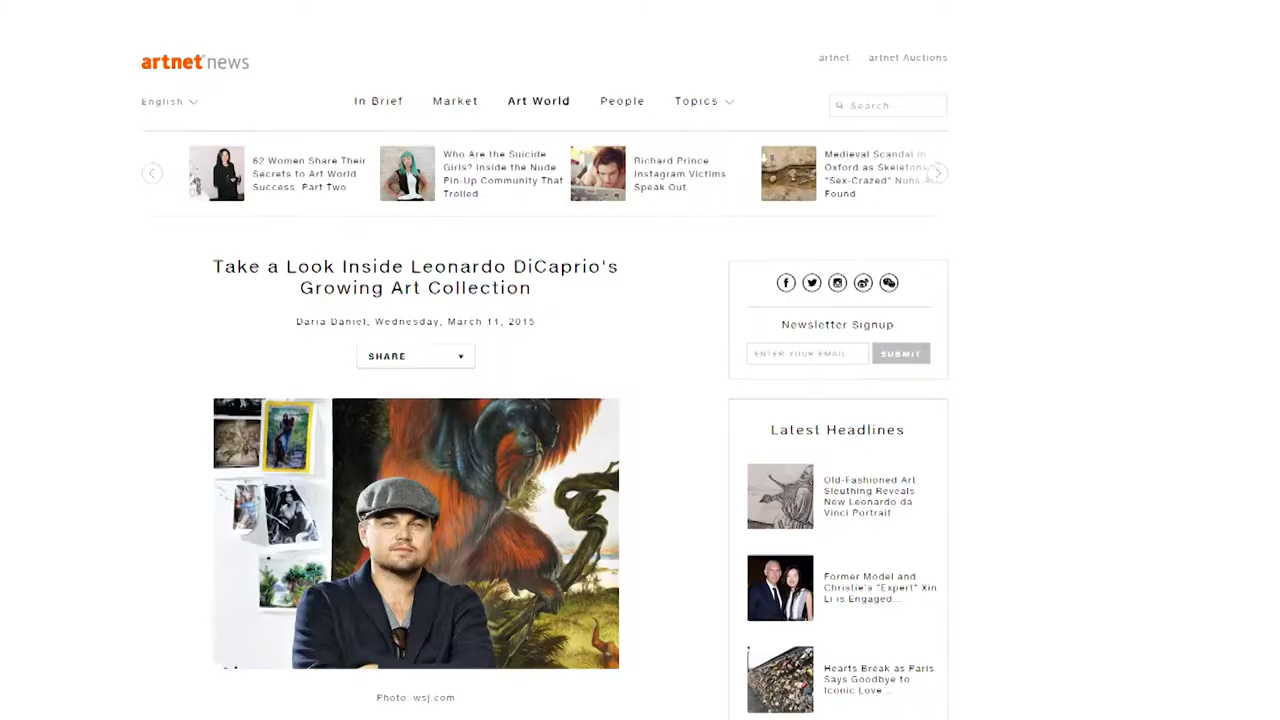 artnet news
artnet
artnet Auctions
English
In Brief
Market
Art World
People
Topics
Search...
62 Women Share Their
Secrets to Art World
Success, Part Two
Who Are the Suicide
Girls? Inside the Nude
Pin-Up Community That
Trolled...
Richard Prince
Instagram Victims
Speak Out
Medieval Scandal in
Oxford as Skeletons
"Sex-Crazed" Nuns
Found
Take a Look Inside Leonardo DiCaprio's
Growing Art Collection
Daria Daniel, Wednesday, March 11, 2015
SHARE
Newsletter Signup
ENTER YOUR EMAIL
SUBMIT
Photo: wsj.com
Latest Headlines
Old-Fashioned Art
Sleuthing Reveals
New Leonardo da
Vinci Portrait
Former Model and
Christie's "Expert" Xin
Li is Engaged...
Hearts Break as Paris
Says Goodbye to
Iconic Love...